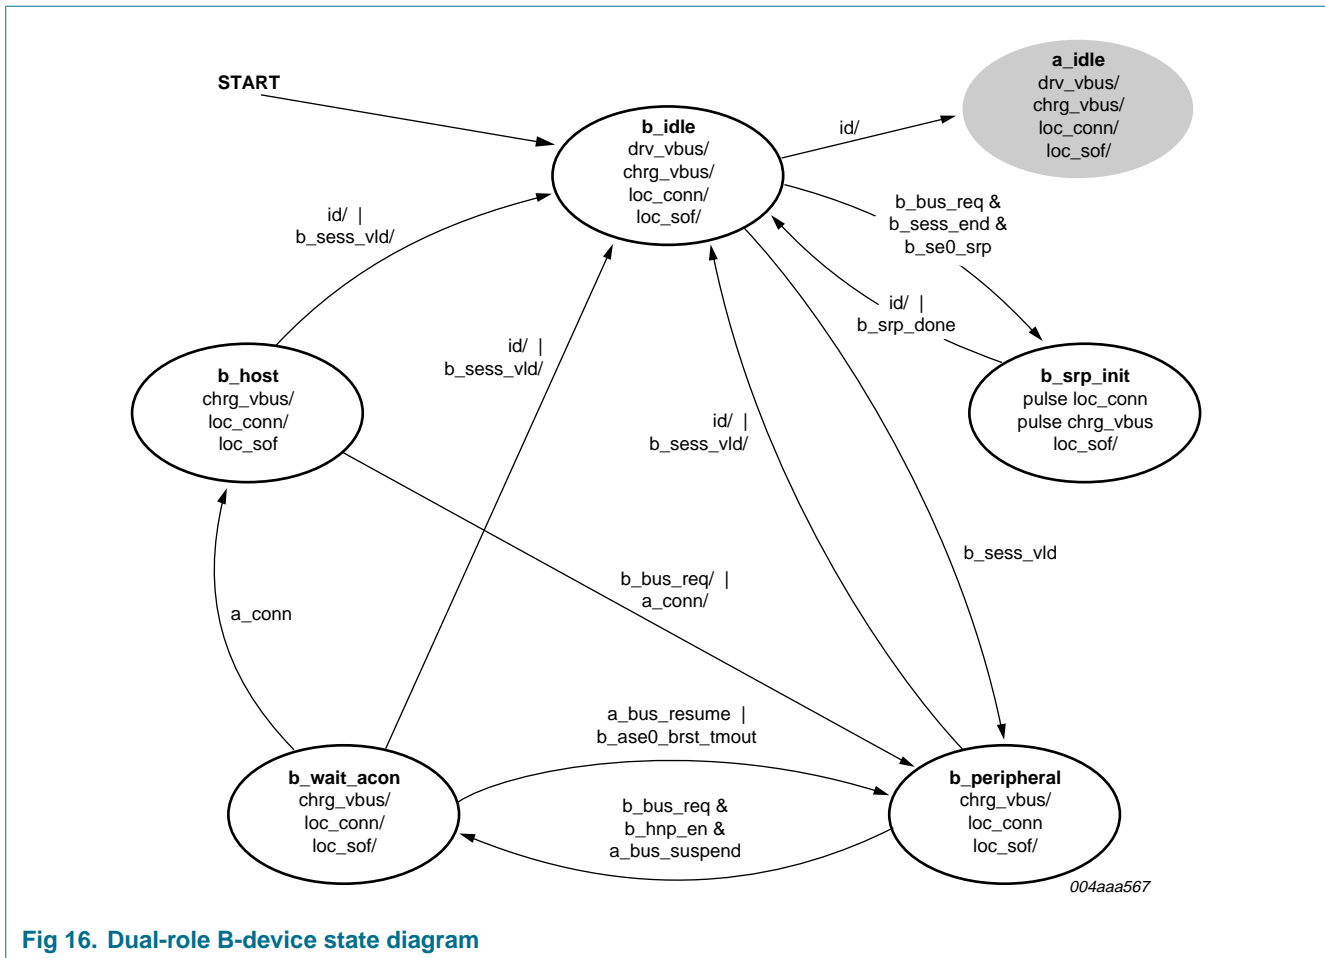 START
a_idle
drv_vbus/
chrg_vbus/
loc_conn/
loc_sof/
b_idle
drv_vbus/
chrg_vbus/
loc_conn/
loc_sof/
id/
b_bus_req &
b_sess_end &
b_se0_srp
id/ |
b_sess_vld/
id/ |
b_srp_done
id/ |
b_sess_vld/
b_host
chrg_vbus/
loc_conn/
loc_sof
b_srp_init
pulse loc_conn
pulse chrg_vbus
loc_sof/
id/ |
b_sess_vld/
b_sess_vld
b_bus_req/ |
a_conn/
a_conn
a_bus_resume |
b_ase0_brst_tmout
b_wait_acon
chrg_vbus/
loc_conn/
loc_sof/
b_bus_req &
b_hnp_en &
a_bus_suspend
b_peripheral
chrg_vbus/
loc_conn
loc_sof/
004aaa567
Fig 16. Dual-role B-device state diagram